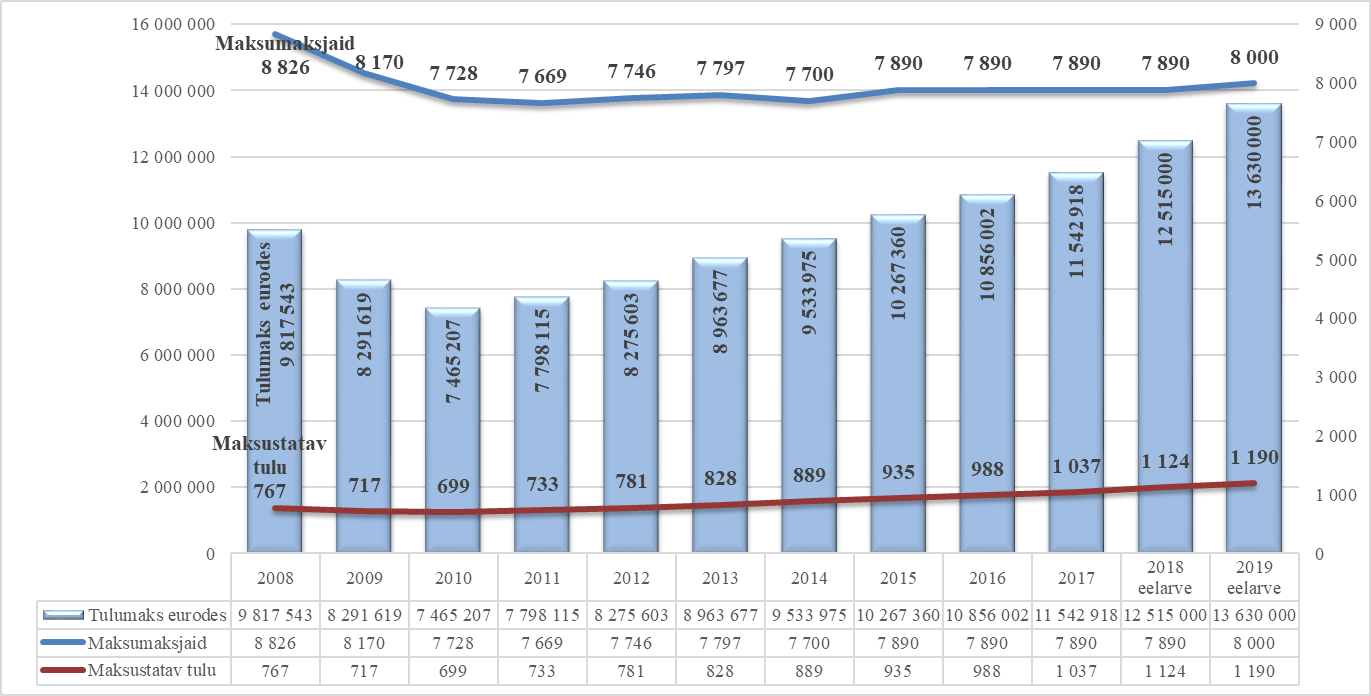 16 000 000
14 000 000
12 000 000
10 000 000
8 000 000
6 000 000
4 000 000
2 000 000
0
9 000
8 000
7 000
6 000
5 000
4 000
3 000
2 000
1 000
0
Maksumaksjaid
8 826
8 170
7 728
7 669
7 746
7 797
7 700
7 890
7 890
7 890
7 890
8 000
Tulumaks eurodes
9 817 543
8 291 619
7 465 207
7 798 115
8 275 603
8 963 677
9 533 975
10 267 360
10 856 002
11 542 918
12 515 000
13 630 000
Maksustatav
tulu
767
717
699
733
781
828
889
935
988
1 037
1 124
1 190
2008 2009 2010 2011 2012 2013 2014 2015 2016 2017 2018 2019
eelarve eelarve
Tulumaks eurodes 9 817 543 8 291 619 7 465 207 7 798 115 8 275 603 8 963 677 9 533 975 10 267 360 10 856 002 11 542 918 12 515 000 13 630 000
Maksumaksjaid 8 826 8 170 7 728 7 669 7 746 7 797 7 700 7 890 7 890 7 890 7 890 8 000
Maksustatav tulu 767 717 699 733 781 828 889 935 988 1 037 1 124 1 190